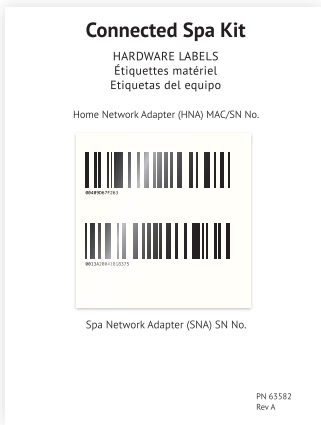 Connected Spa Kit
HARDWARE LABELS
Étiquettes matériel
Etiquetas del equipo
Home Network Adapter (HNA) MAC/SN No.
Spa Network Adapter (SNA) SN No.
PN 63582
Rev A